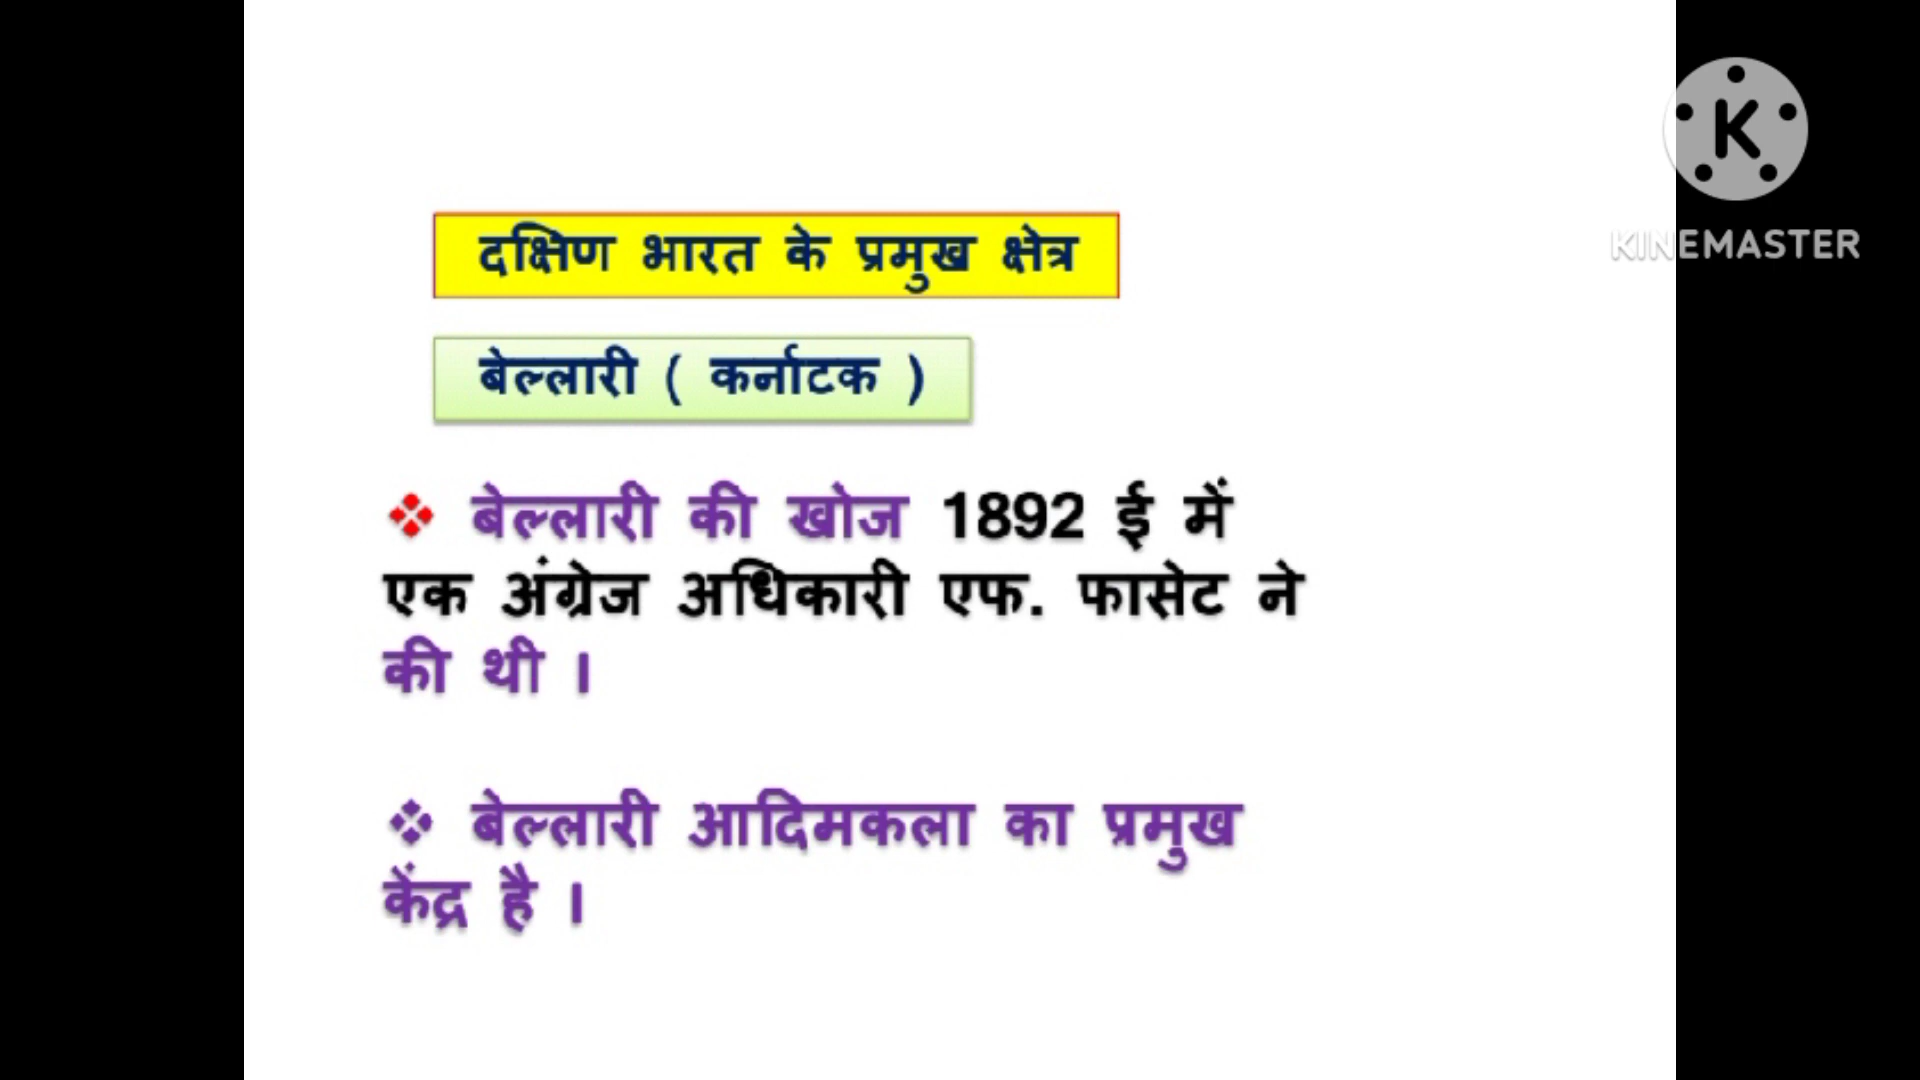 दक्षिण भारत के प्रमुख क्षेत्र
बेल्लारी ( कर्नाटक )
❖ बेल्लारी की खोज 1892 ई में
एक अंग्रेज अधिकारी एफ. फासेट ने
की थी ।
❖ बेल्लारी आदिमकला का प्रमुख
केंद्र है ।
K
KINEMASTER